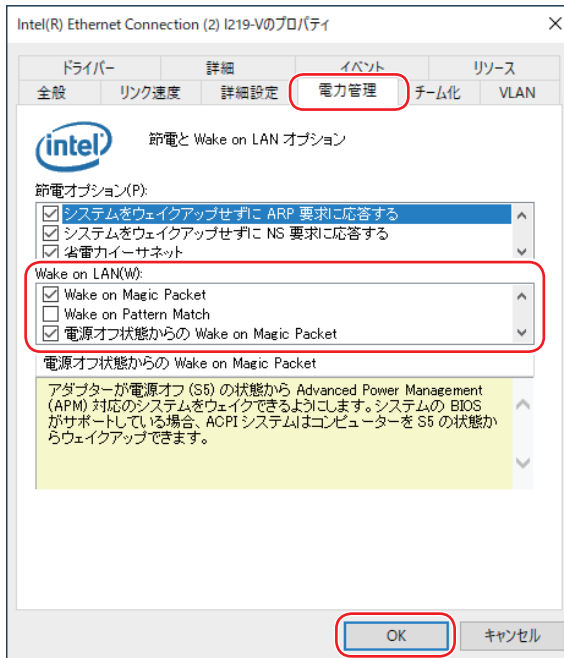 Intel(R) Ethernet Connection (2) I219-Vのプロパティ
ドライバー 詳細 イベント リソース
全般 リンク速度 詳細設定 電力管理 チーム化 VLAN
intel
節電と Wake on LAN オプション
節電オプション(P):
システムをウェイクアップせずに ARP 要求に応答する
システムをウェイクアップせずに NS 要求に応答する
省電力イーサネット
Wake on LAN(W):
Wake on Magic Packet
Wake on Pattern Match
電源オフ状態からの Wake on Magic Packet
電源オフ状態からの Wake on Magic Packet
アダプターが電源オフ (S5) の状態から Advanced Power Management
(APM) 対応のシステムをウェイクできるようにします。システムの BIOS
がサポートしている場合、ACPI システムはコンピューターを S5 の状態か
らウェイクアップできます。
OK キャンセル